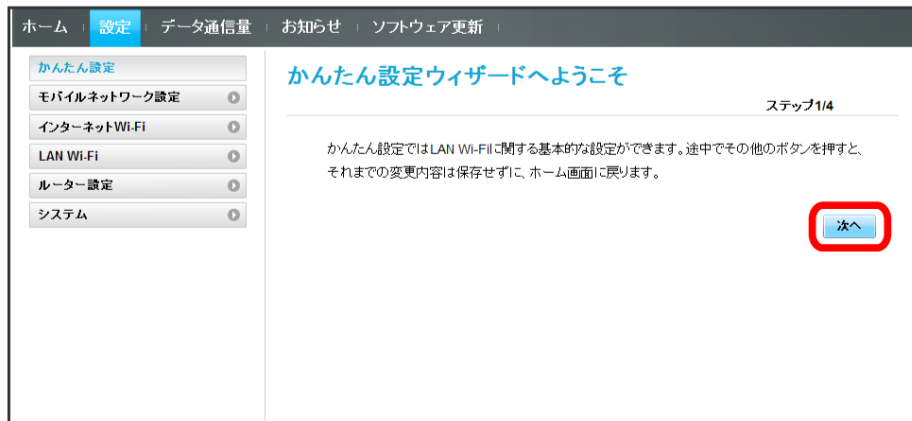 ホーム 設定 データ通信量 お知らせ ソフトウェア更新
かんたん設定
モバイルネットワーク設定
インターネットWi-Fi
LAN Wi-Fi
ルーター設定
システム
かんたん設定ウィザードへようこそ
ステップ1/4
かんたん設定ではLAN Wi-Fiに関する基本的な設定ができます。途中でその他のボタンを押すと、
それまでの変更内容は保存せずに、ホーム画面に戻ります。
次へ